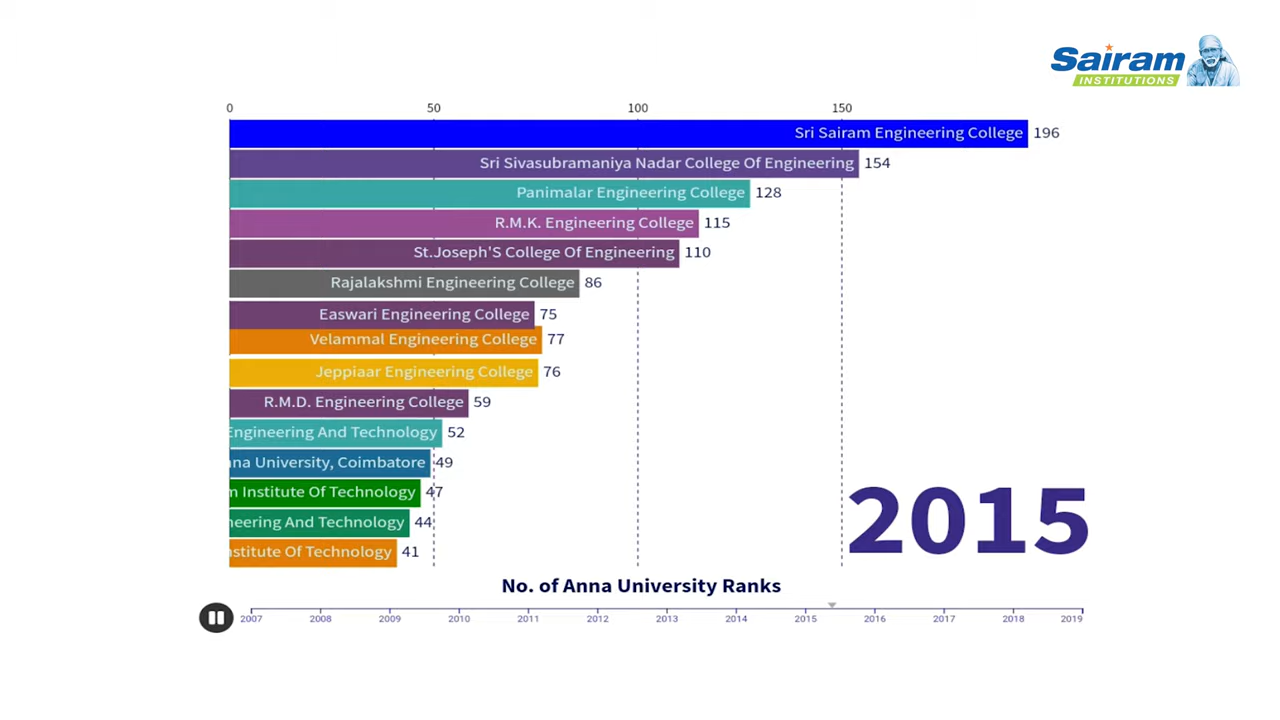 Sairam
INSTITUTIONS
0 50 100 150
Sri Sairam Engineering College 196
Sri Sivasubramaniya Nadar College Of Engineering 154
Panimalar Engineering College 128
R.M.K. Engineering College 115
St.Joseph'S College Of Engineering 110
Rajalakshmi Engineering College 86
Easwari Engineering College 75
Velammal Engineering College 77
Jeppiaar Engineering College 76
R.M.D. Engineering College 59
Engineering And Technology 52
University, Coimbatore 49
Institute Of Technology 47
And Technology 44
Of Technology 41
2015
No. of Anna University Ranks
2007 2008 2009 2010 2011 2012 2013 2014 2015 2016 2017 2018 2019